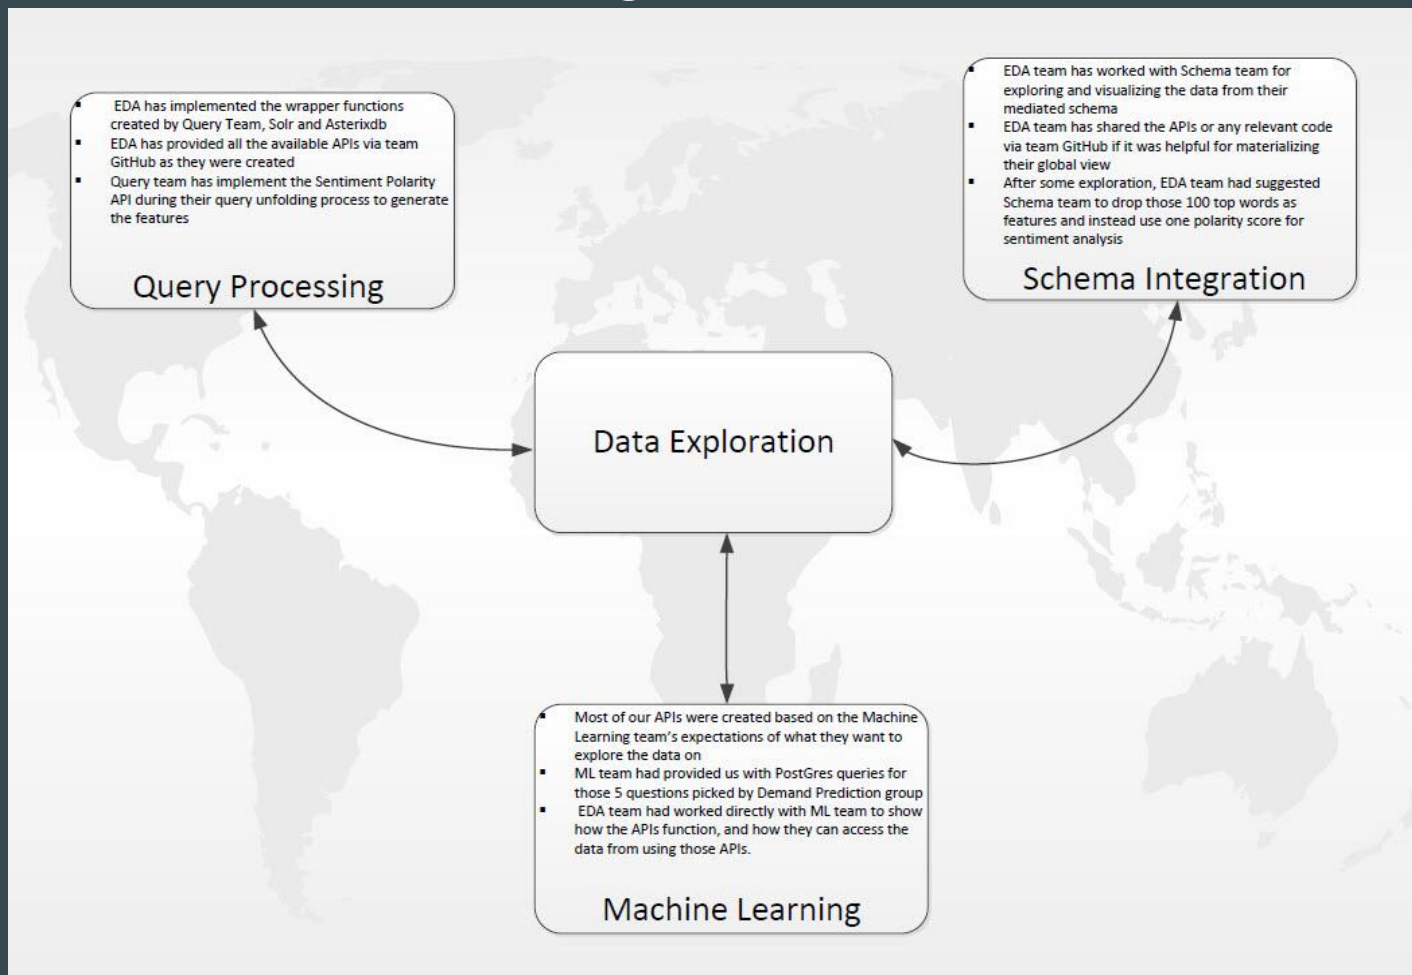 ▪ EDA has implemented the wrapper functions
created by Query Team, Solr and Asterixdb
▪ EDA has provided all the available APIs via team
GitHub as they were created
▪ Query team has implement the Sentiment Polarity
API during their query unfolding process to generate
the features
Query Processing
▪ EDA team has worked with Schema team for
exploring and visualizing the data from their
mediated schema
▪ EDA team has shared the APIs or any relevant code
via team GitHub if it was helpful for materializing
their global view
▪ After some exploration, EDA team had suggested
Schema team to drop those 100 top words as
features and instead use one polarity score for
sentiment analysis
Schema Integration
Data Exploration
▪ Most of our APIs were created based on the Machine
Learning team’s expectations of what they want to
explore the data on
▪ ML team had provided us with PostGres queries for
those 5 questions picked by Demand Prediction group
▪ EDA team had worked directly with ML team to show
how the APIs function, and how they can access the
data from using those APIs.
Machine Learning